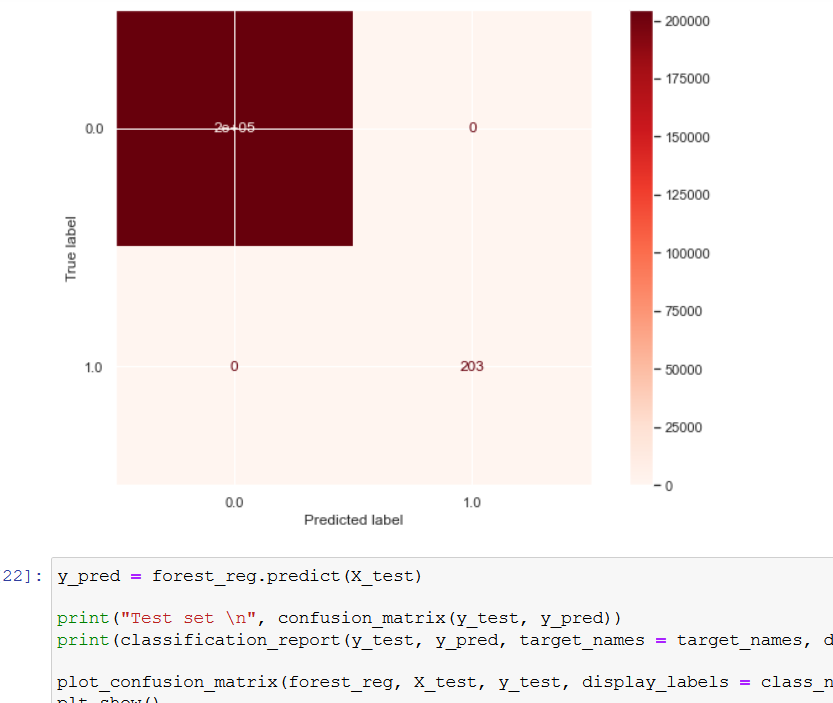 200000
175000
150000
125000
100000
75000
50000
25000
0
True label
0.0
2e+05
0
1.0
0
203
0.0
1.0
Predicted label
22]:
y_pred = forest_reg.predict(X_test)
print("Test set \n", confusion_matrix(y_test, y_pred))
print(classification_report(y_test, y_pred, target_names = target_names, d
plot_confusion_matrix(forest_reg, X_test, y_test, display_labels = class_n
plt.show()